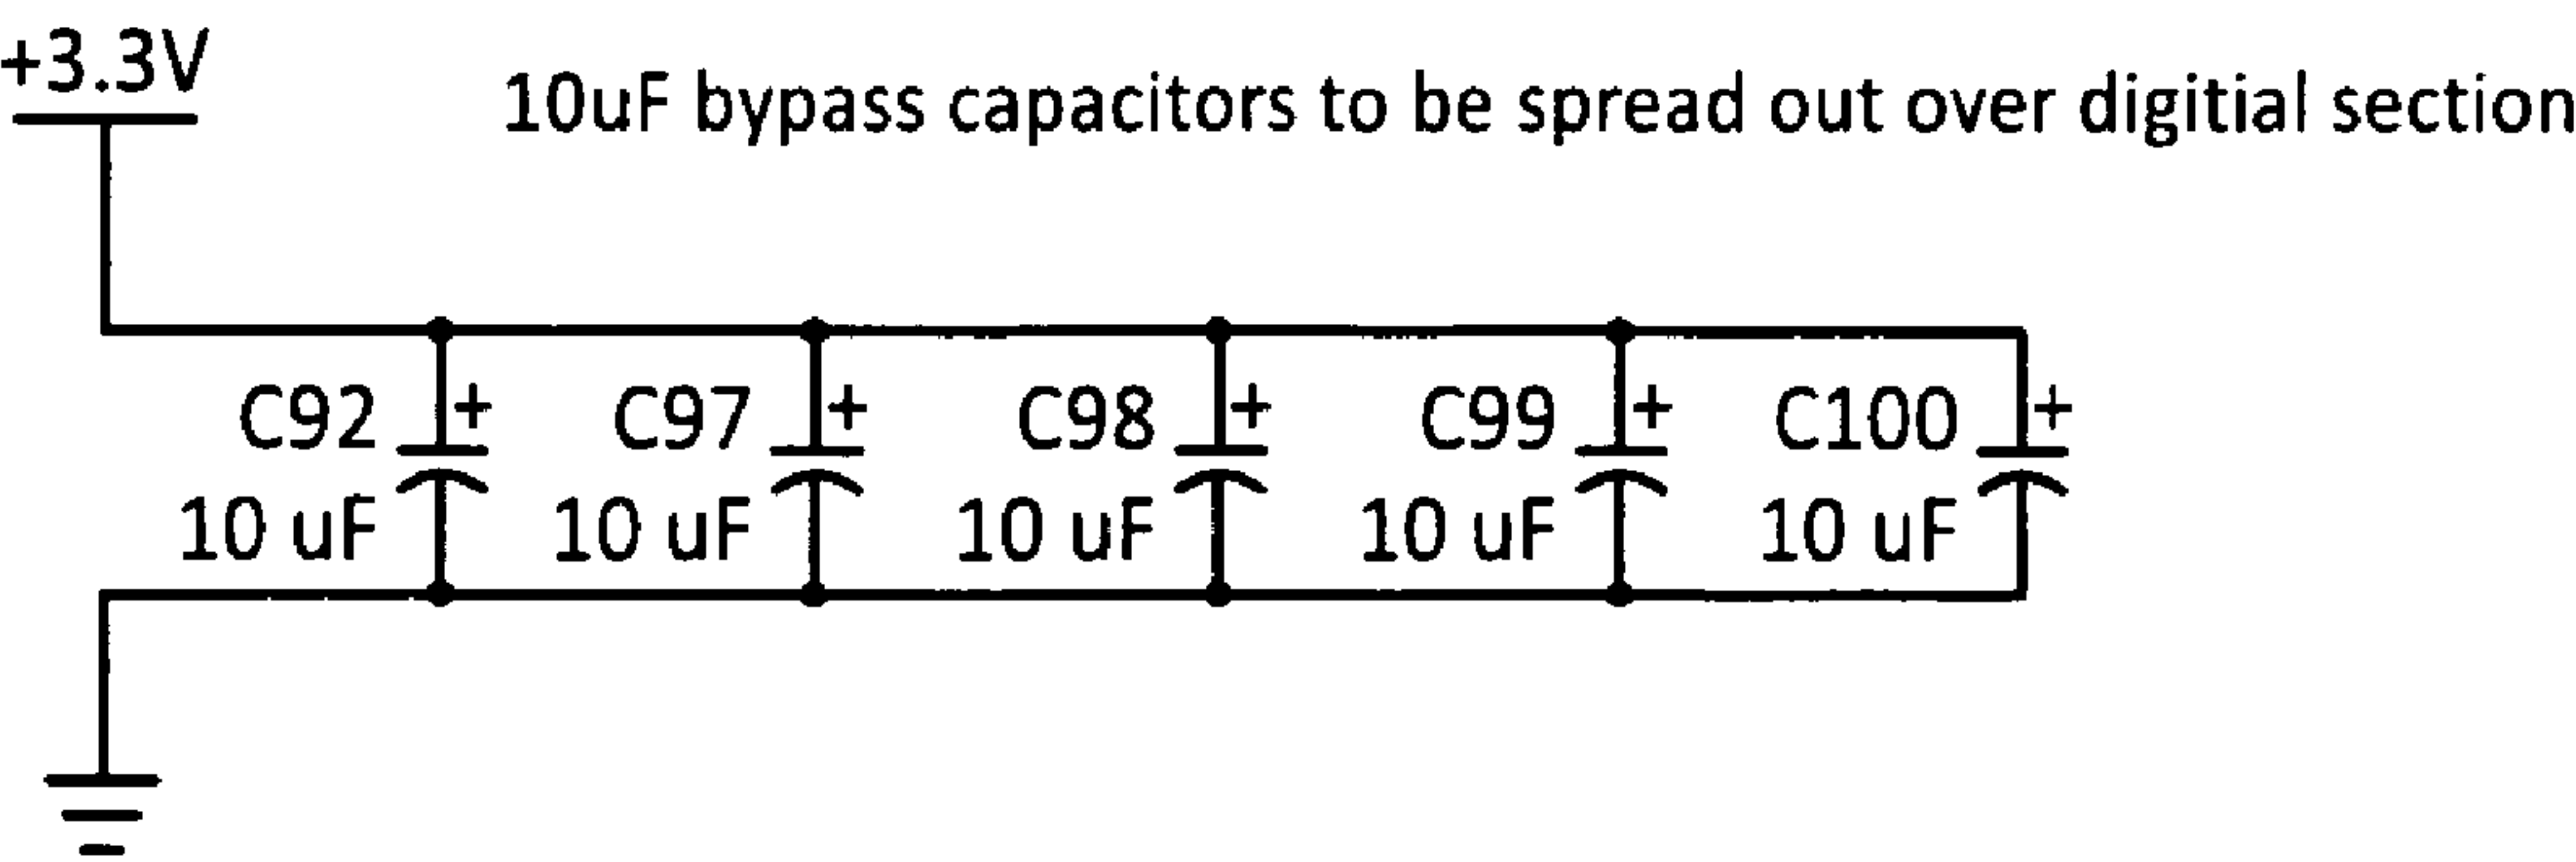 +3.3V
10uF bypass capacitors to be spread out over digitial section
C92 + C97 + C98 + C99 + C100 +
10 uF 10 uF 10 uF 10 uF 10 uF